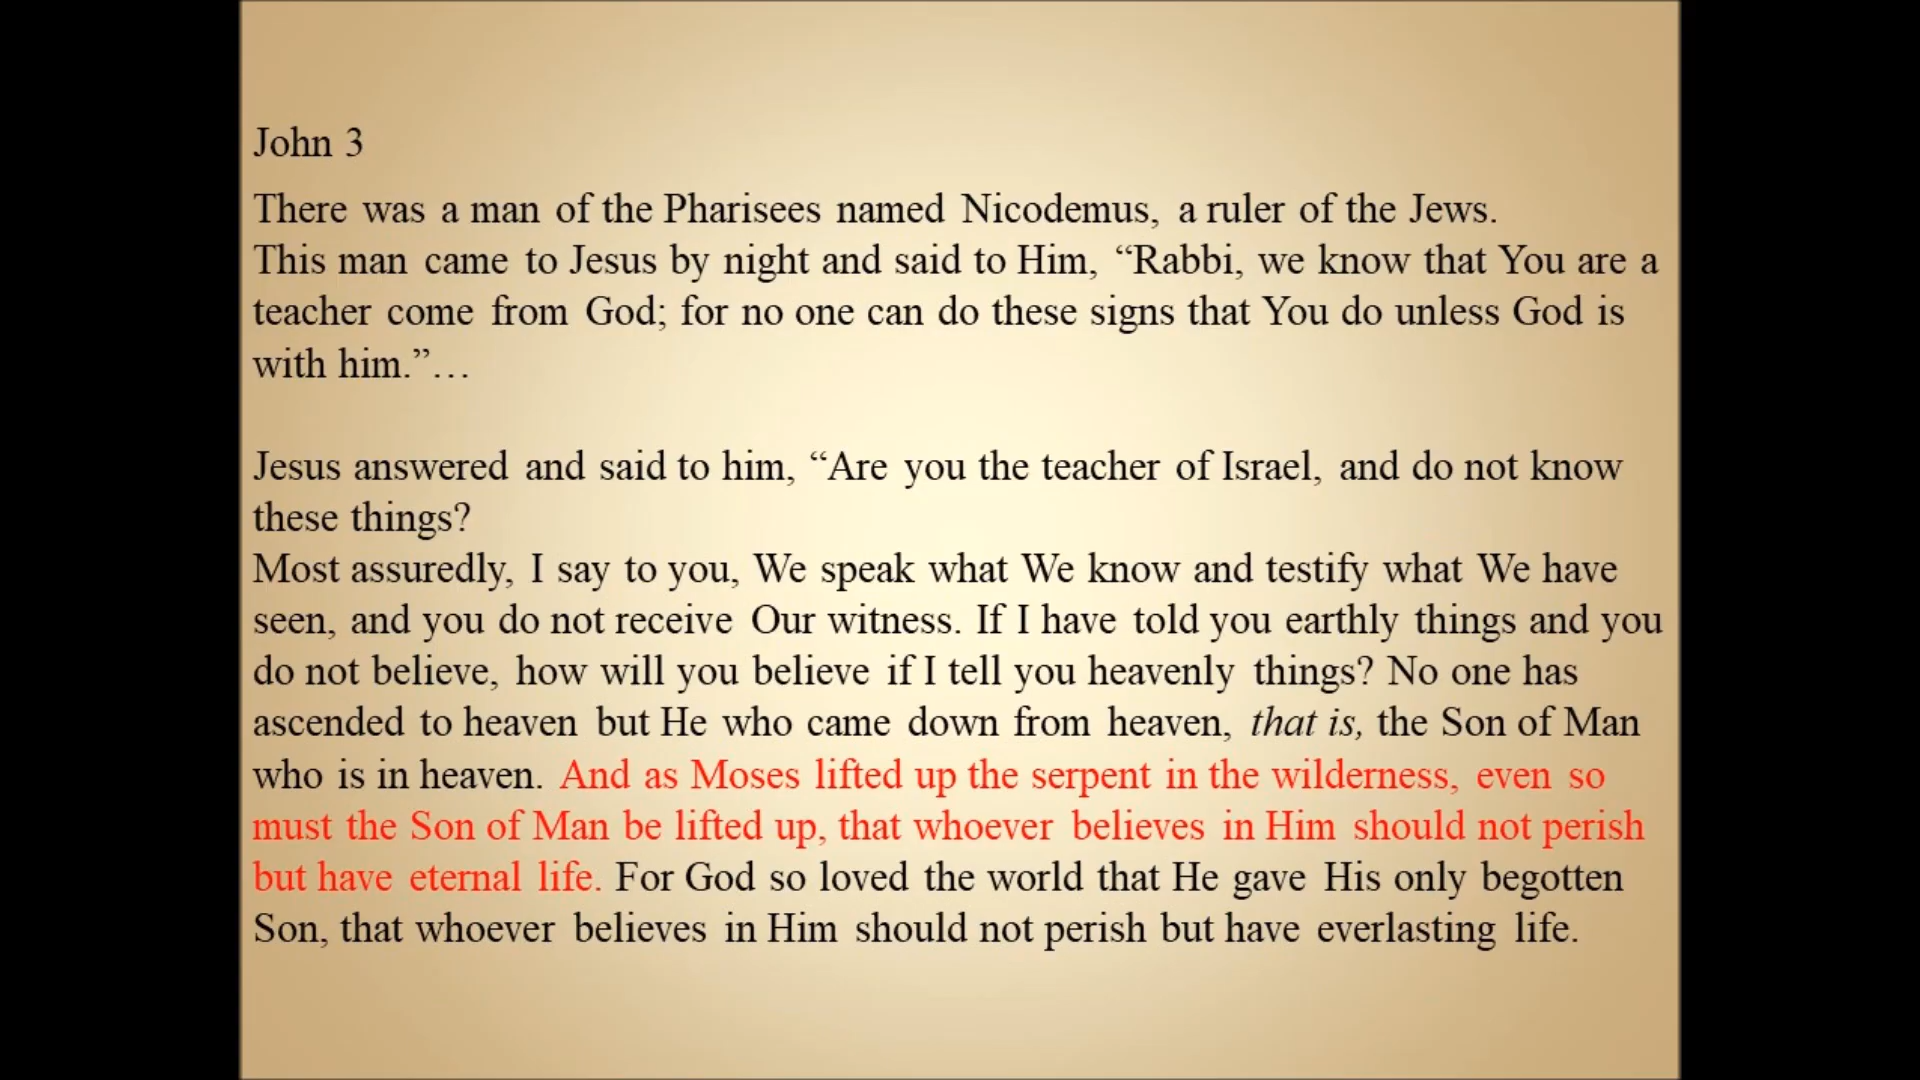 John 3
There was a man of the Pharisees named Nicodemus, a ruler of the Jews.
This man came to Jesus by night and said to Him, “Rabbi, we know that You are a
teacher come from God; for no one can do these signs that You do unless God is
with him.”…
Jesus answered and said to him, “Are you the teacher of Israel, and do not know
these things?
Most assuredly, I say to you, We speak what We know and testify what We have
seen, and you do not receive Our witness. If I have told you earthly things and you
do not believe, how will you believe if I tell you heavenly things? No one has
ascended to heaven but He who came down from heaven, that is, the Son of Man
who is in heaven. And as Moses lifted up the serpent in the wilderness, even so
must the Son of Man be lifted up, that whoever believes in Him should not perish
but have eternal life. For God so loved the world that He gave His only begotten
Son, that whoever believes in Him should not perish but have everlasting life.